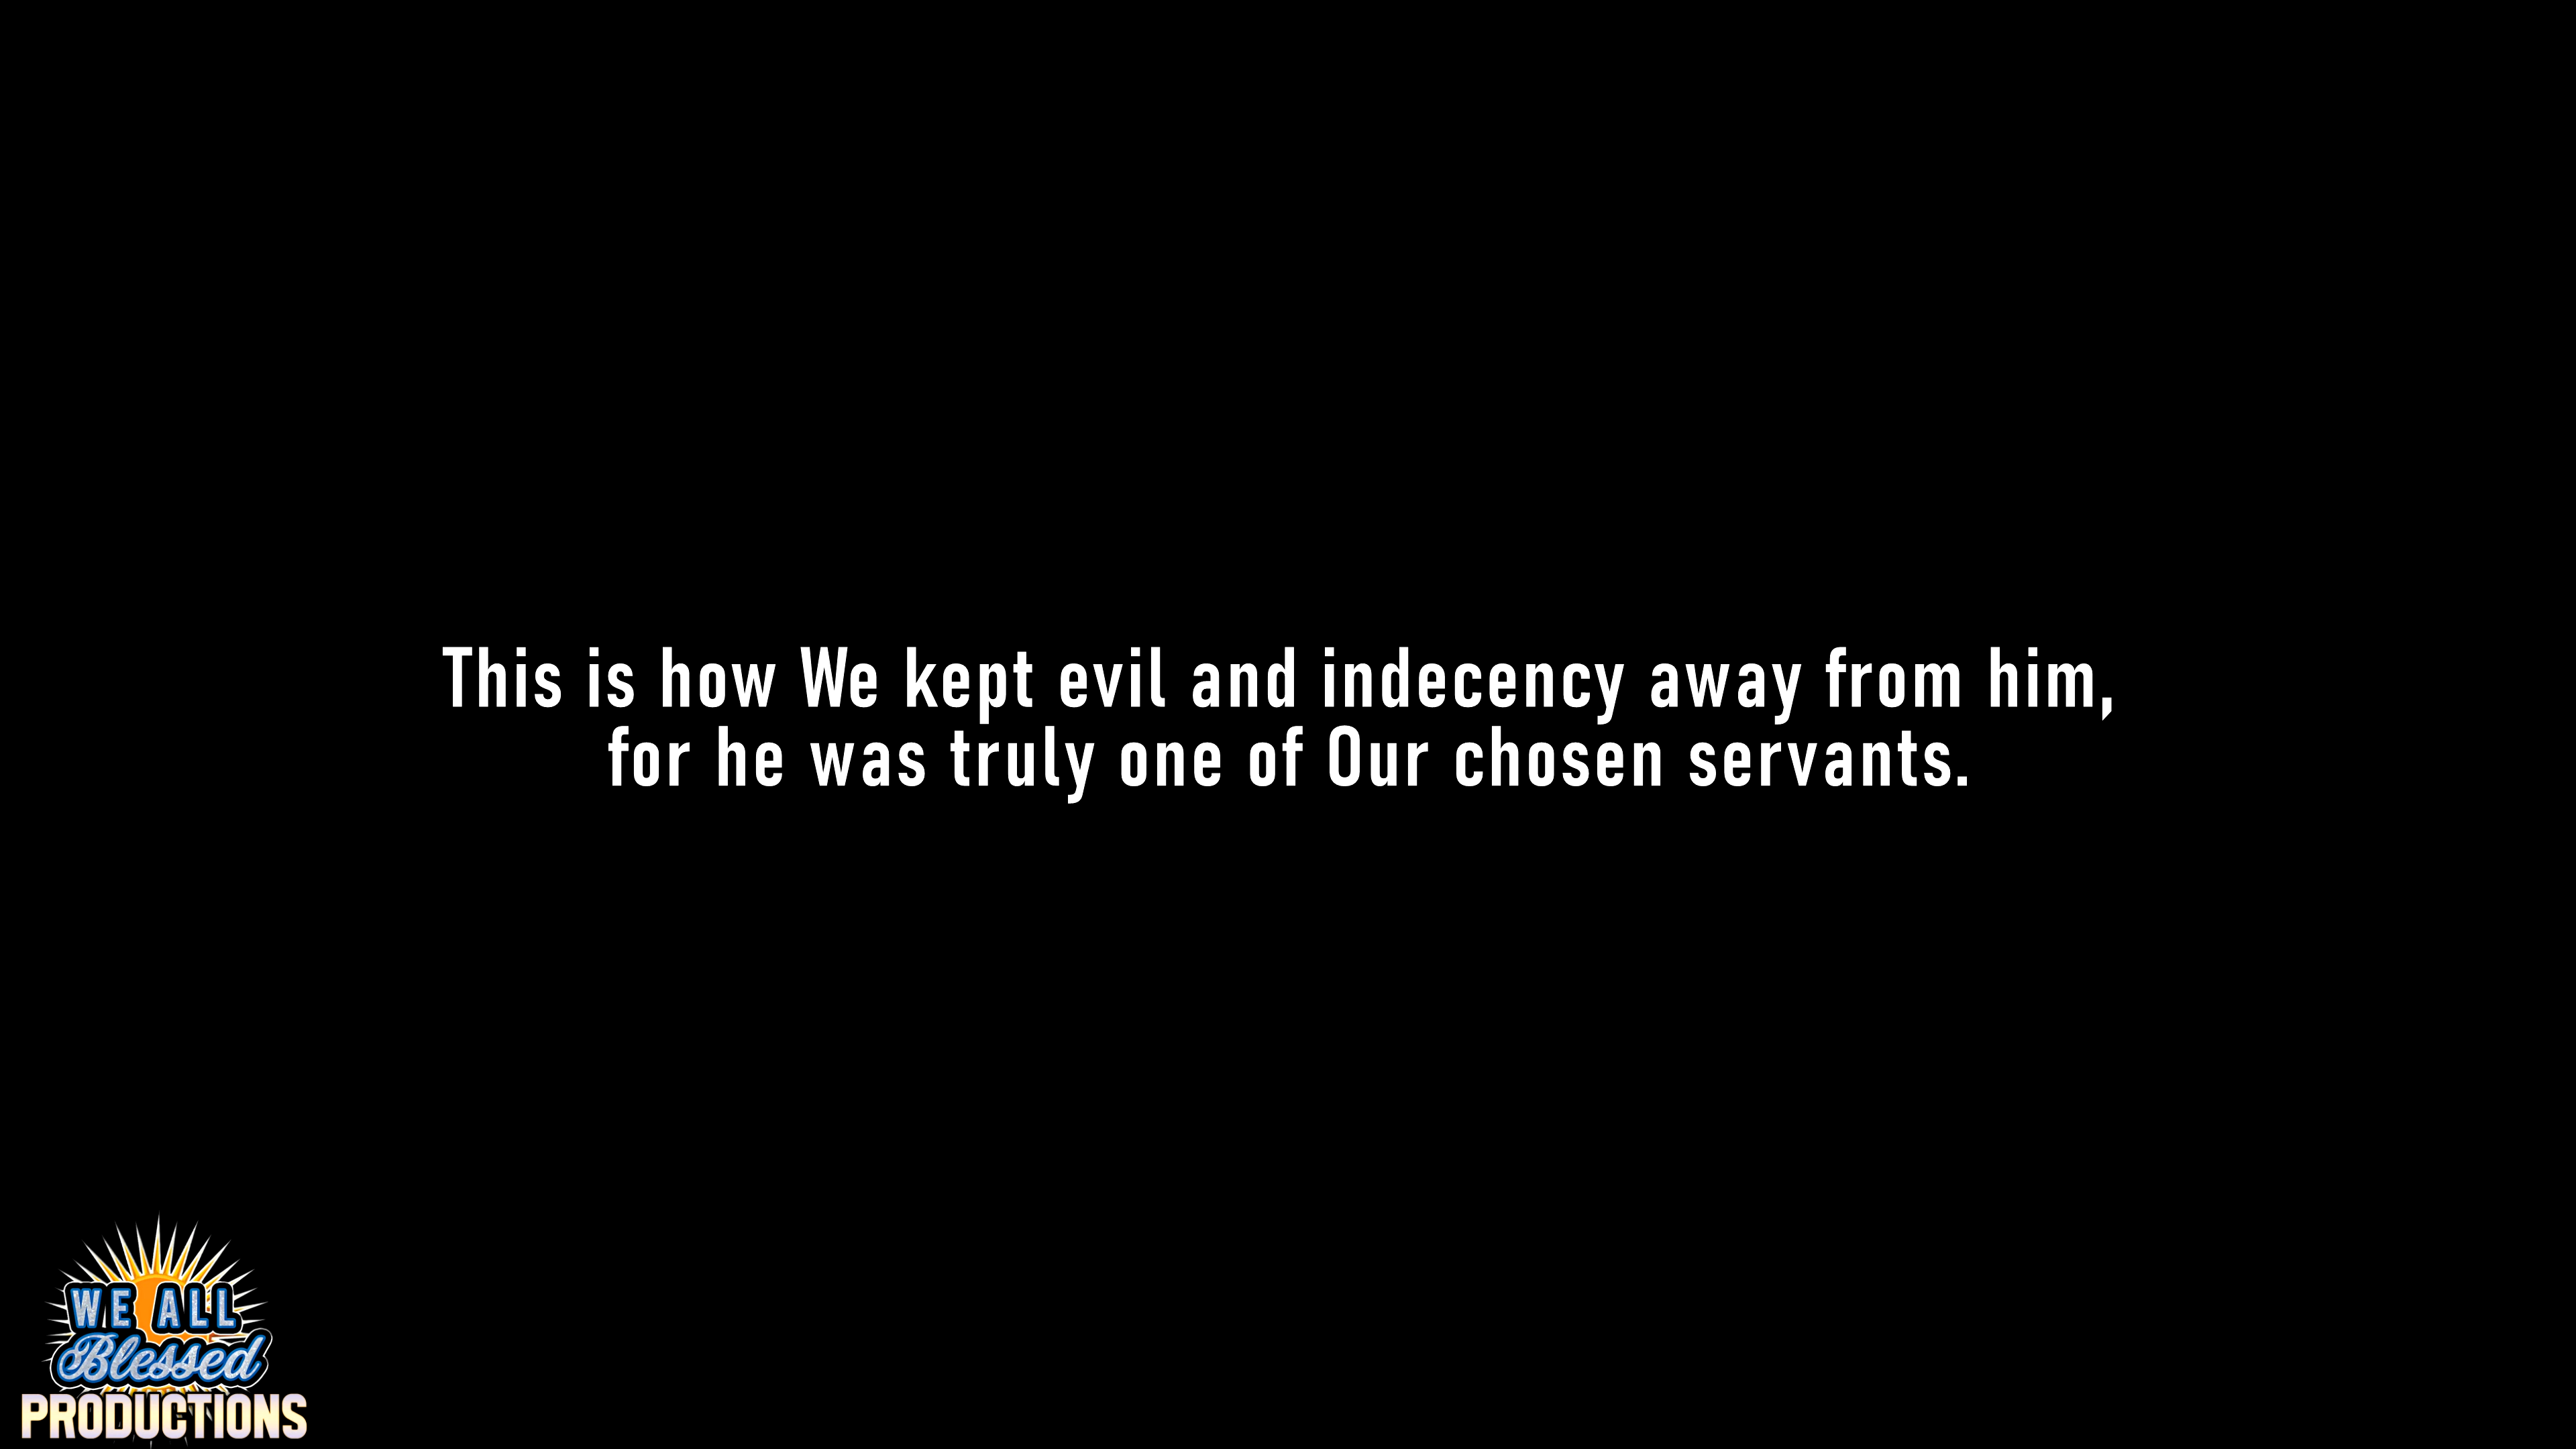 This is how We kept evil and indecency away from him,
for he was truly one of Our chosen servants.
WE ALL
Blessed
PRODUCTIONS